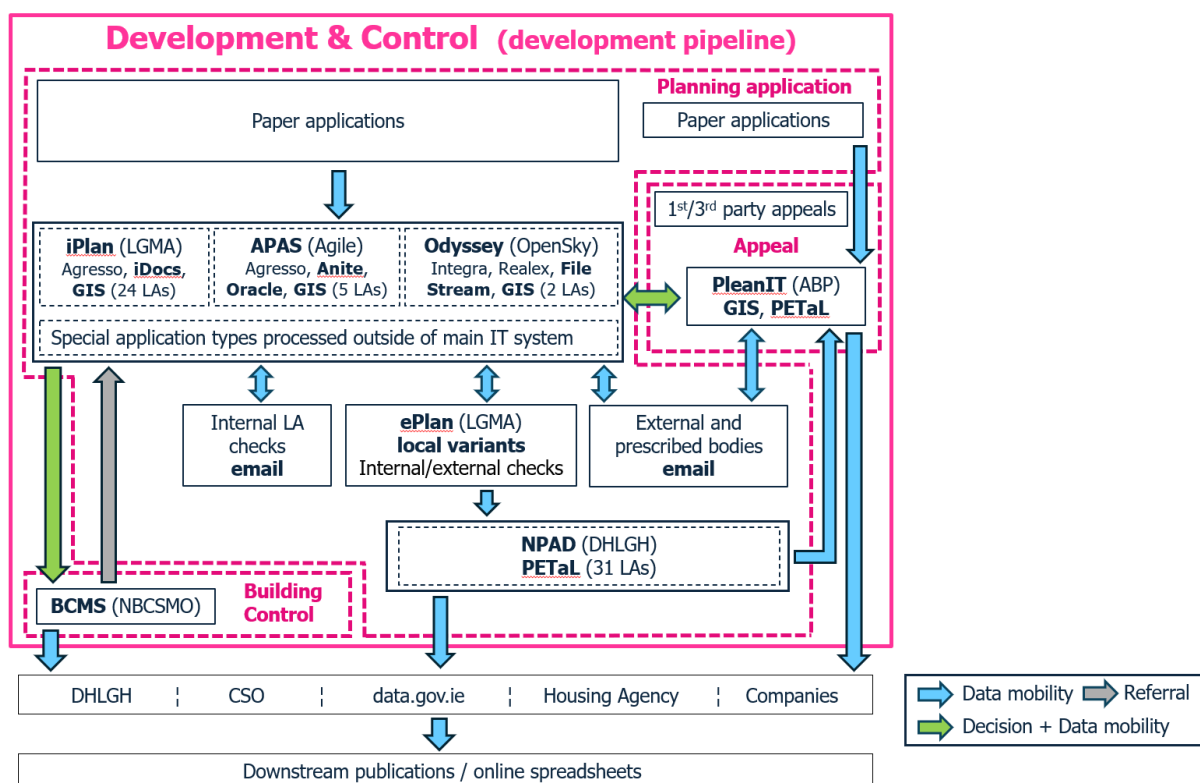 Development & Control (development pipeline)
Planning application
Paper applications
Paper applications
1st/3rd party appeals
Appeal
iPlan (LGMA)
Agresso, iDocs,
GIS (24 LAs)
APAS (Agile)
Agresso, Anite,
Oracle, GIS (5 LAs)
Odyssey (OpenSky)
Integra, Realex, File
Stream, GIS (2 LAs)
PleanIT (ABP)
GIS, PETaL
Special application types processed outside of main IT system
Internal LA
checks
email
ePlan (LGMA)
local variants
Internal/external checks
External and
prescribed bodies
email
NPAD (DHLGH)
PETaL (31 LAs)
Building
Control
BCMS (NBCSMO)
DHLGH ¦ CSO ¦ data.gov.ie ¦ Housing Agency ¦ Companies
Data mobility
Referral
Decision + Data mobility
Downstream publications / online spreadsheets